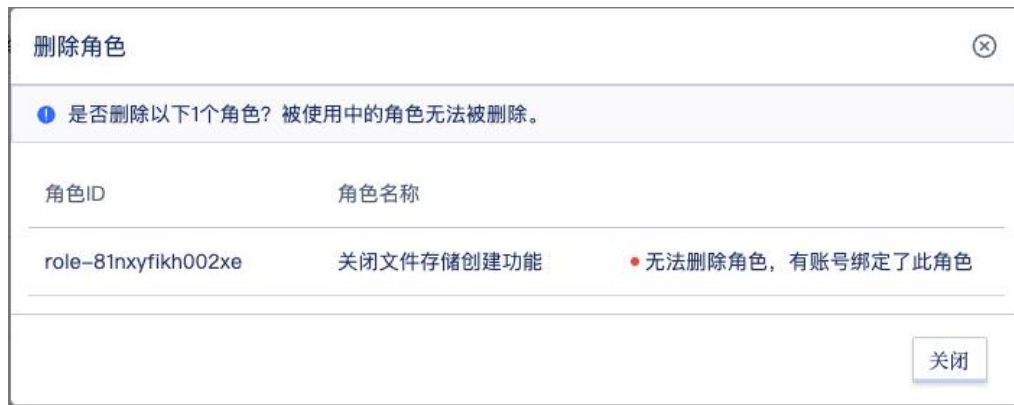 删除角色
是否删除以下1个角色？被使用中的角色无法被删除。
角色ID 角色名称
role-81nxyfikh002xe 关闭文件存储创建功能 无法删除角色，有账号绑定了此角色
关闭